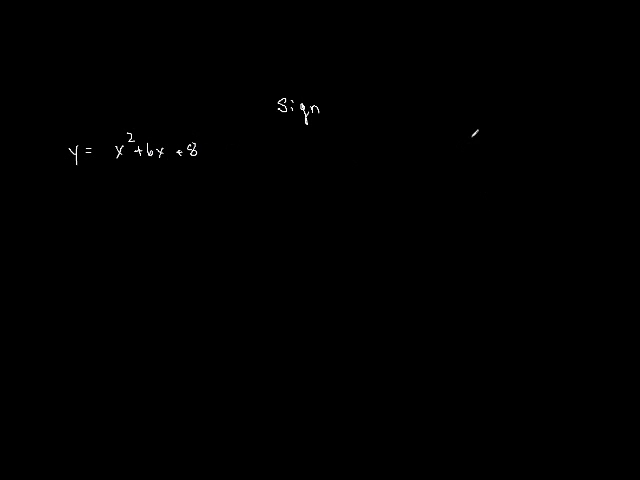 Sign
y = x²+6x +8